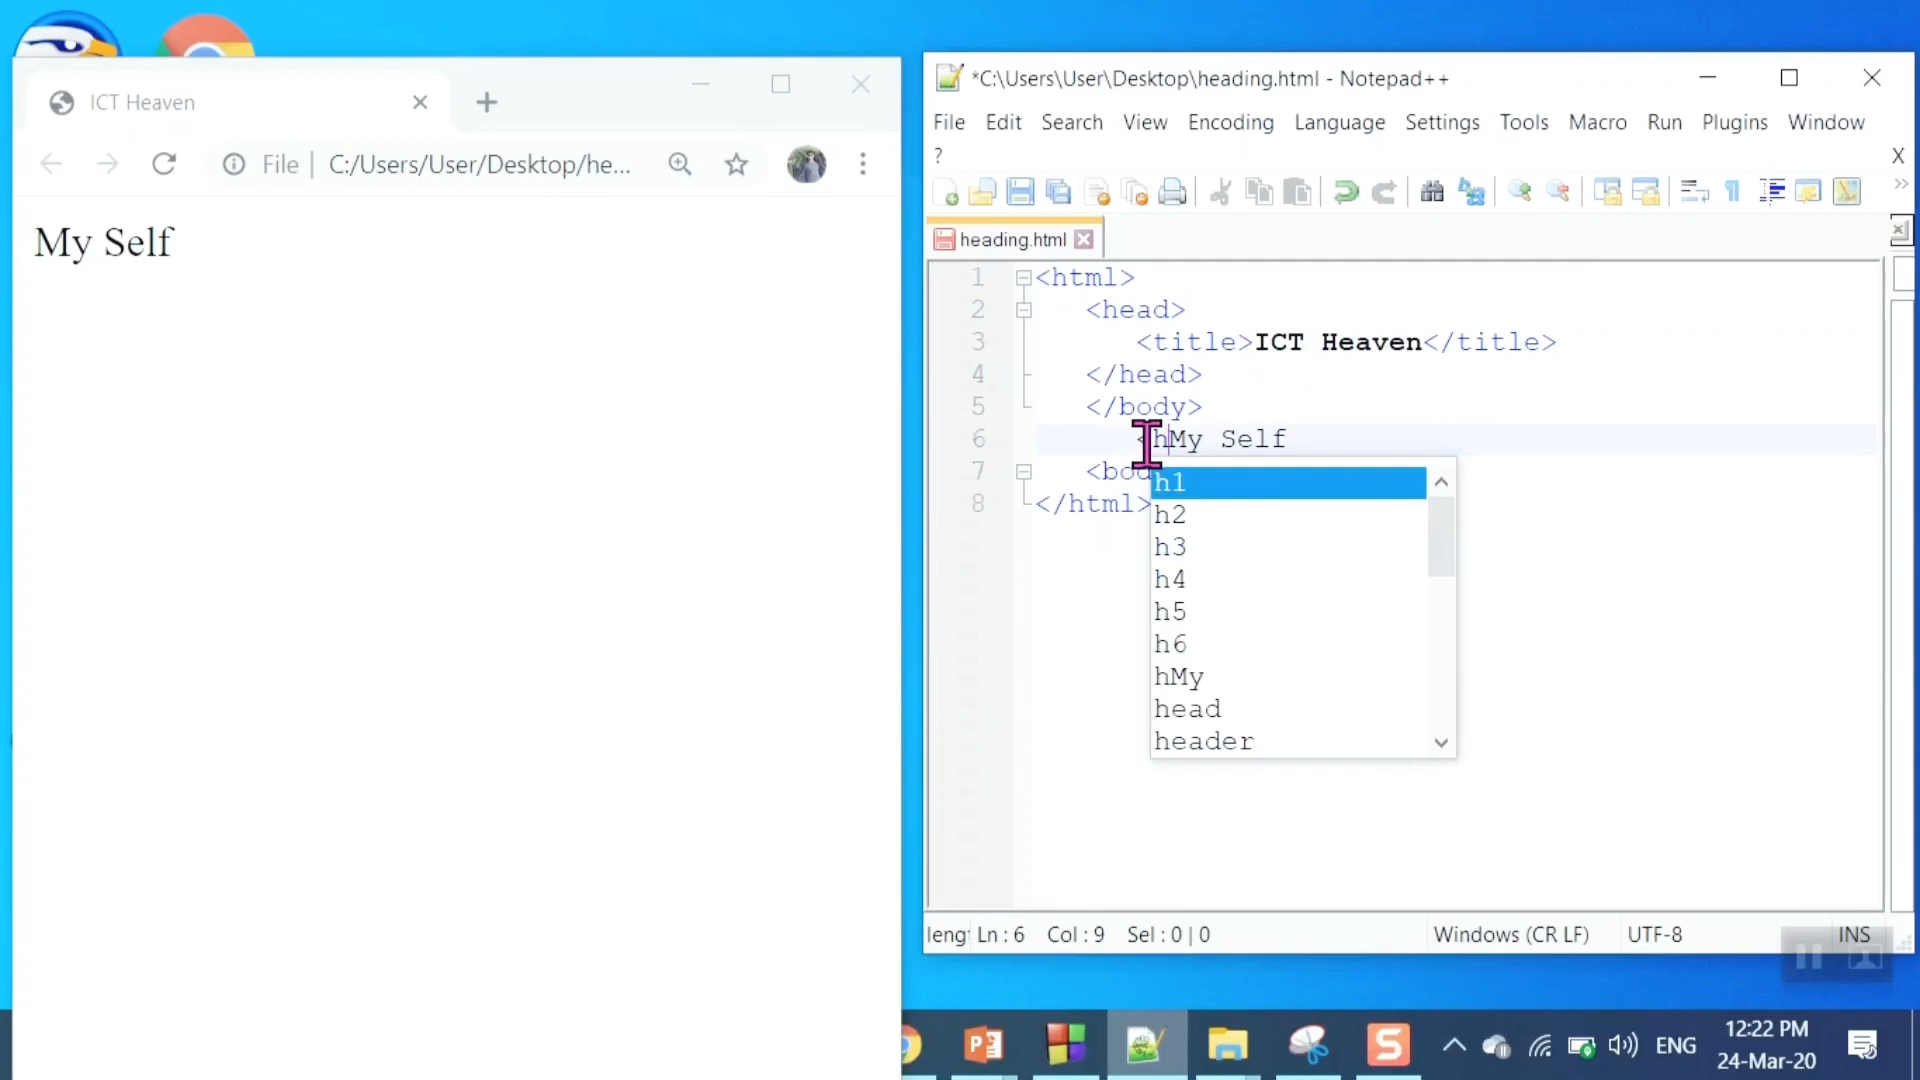 ICT Heaven
File | C:/Users/User/Desktop/he...
My Self
*C:\Users\User\Desktop\heading.html - Notepad++
File Edit Search View Encoding Language Settings Tools Macro Run Plugins Window
? X
heading.html
1 <html>
2 <head>
3 <title>ICT Heaven</title>
4 </head>
5 </body>
6 <hMy Self
7 <bod
8 </html>
h1
h2
h3
h4
h5
h6
hMy
head
header
Ln : 6 Col : 9 Sel : 0 | 0 Windows (CR LF) UTF-8 INS
ENG
12:22 PM
24-Mar-20